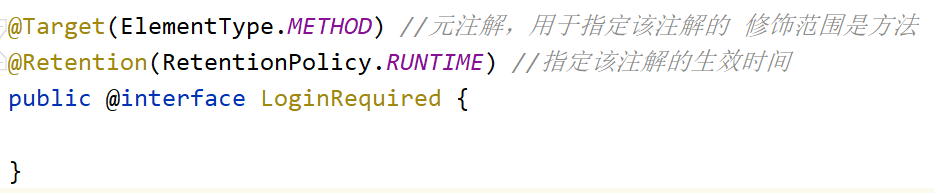 @Target(ElementType.METHOD) //元注解，用于指定该注解的 修饰范围是方法
@Retention(RetentionPolicy.RUNTIME) //指定该注解的生效时间
public @interface LoginRequired {
}